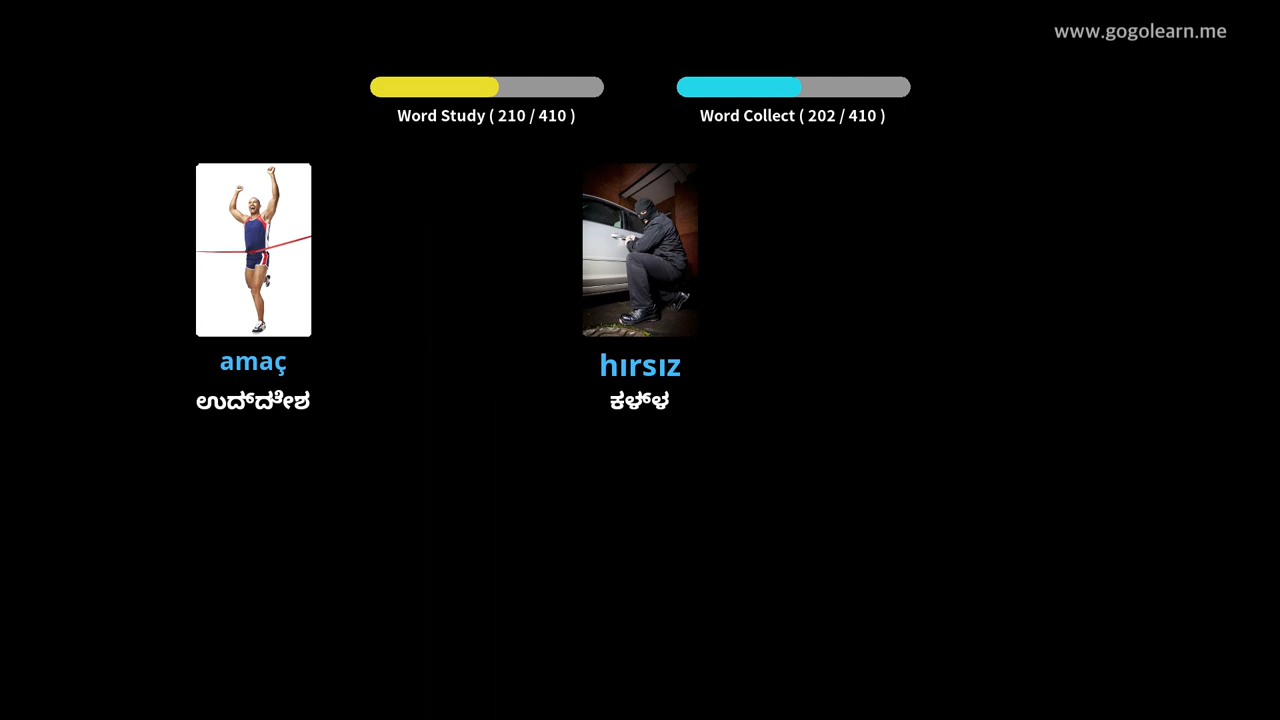 www.gogolearn.me
Word Study ( 210 / 410 )
Word Collect ( 202 / 410 )
amaç
ಉದ್‌ದೇಶ
hırsız
ಕಳ್‌ಳ